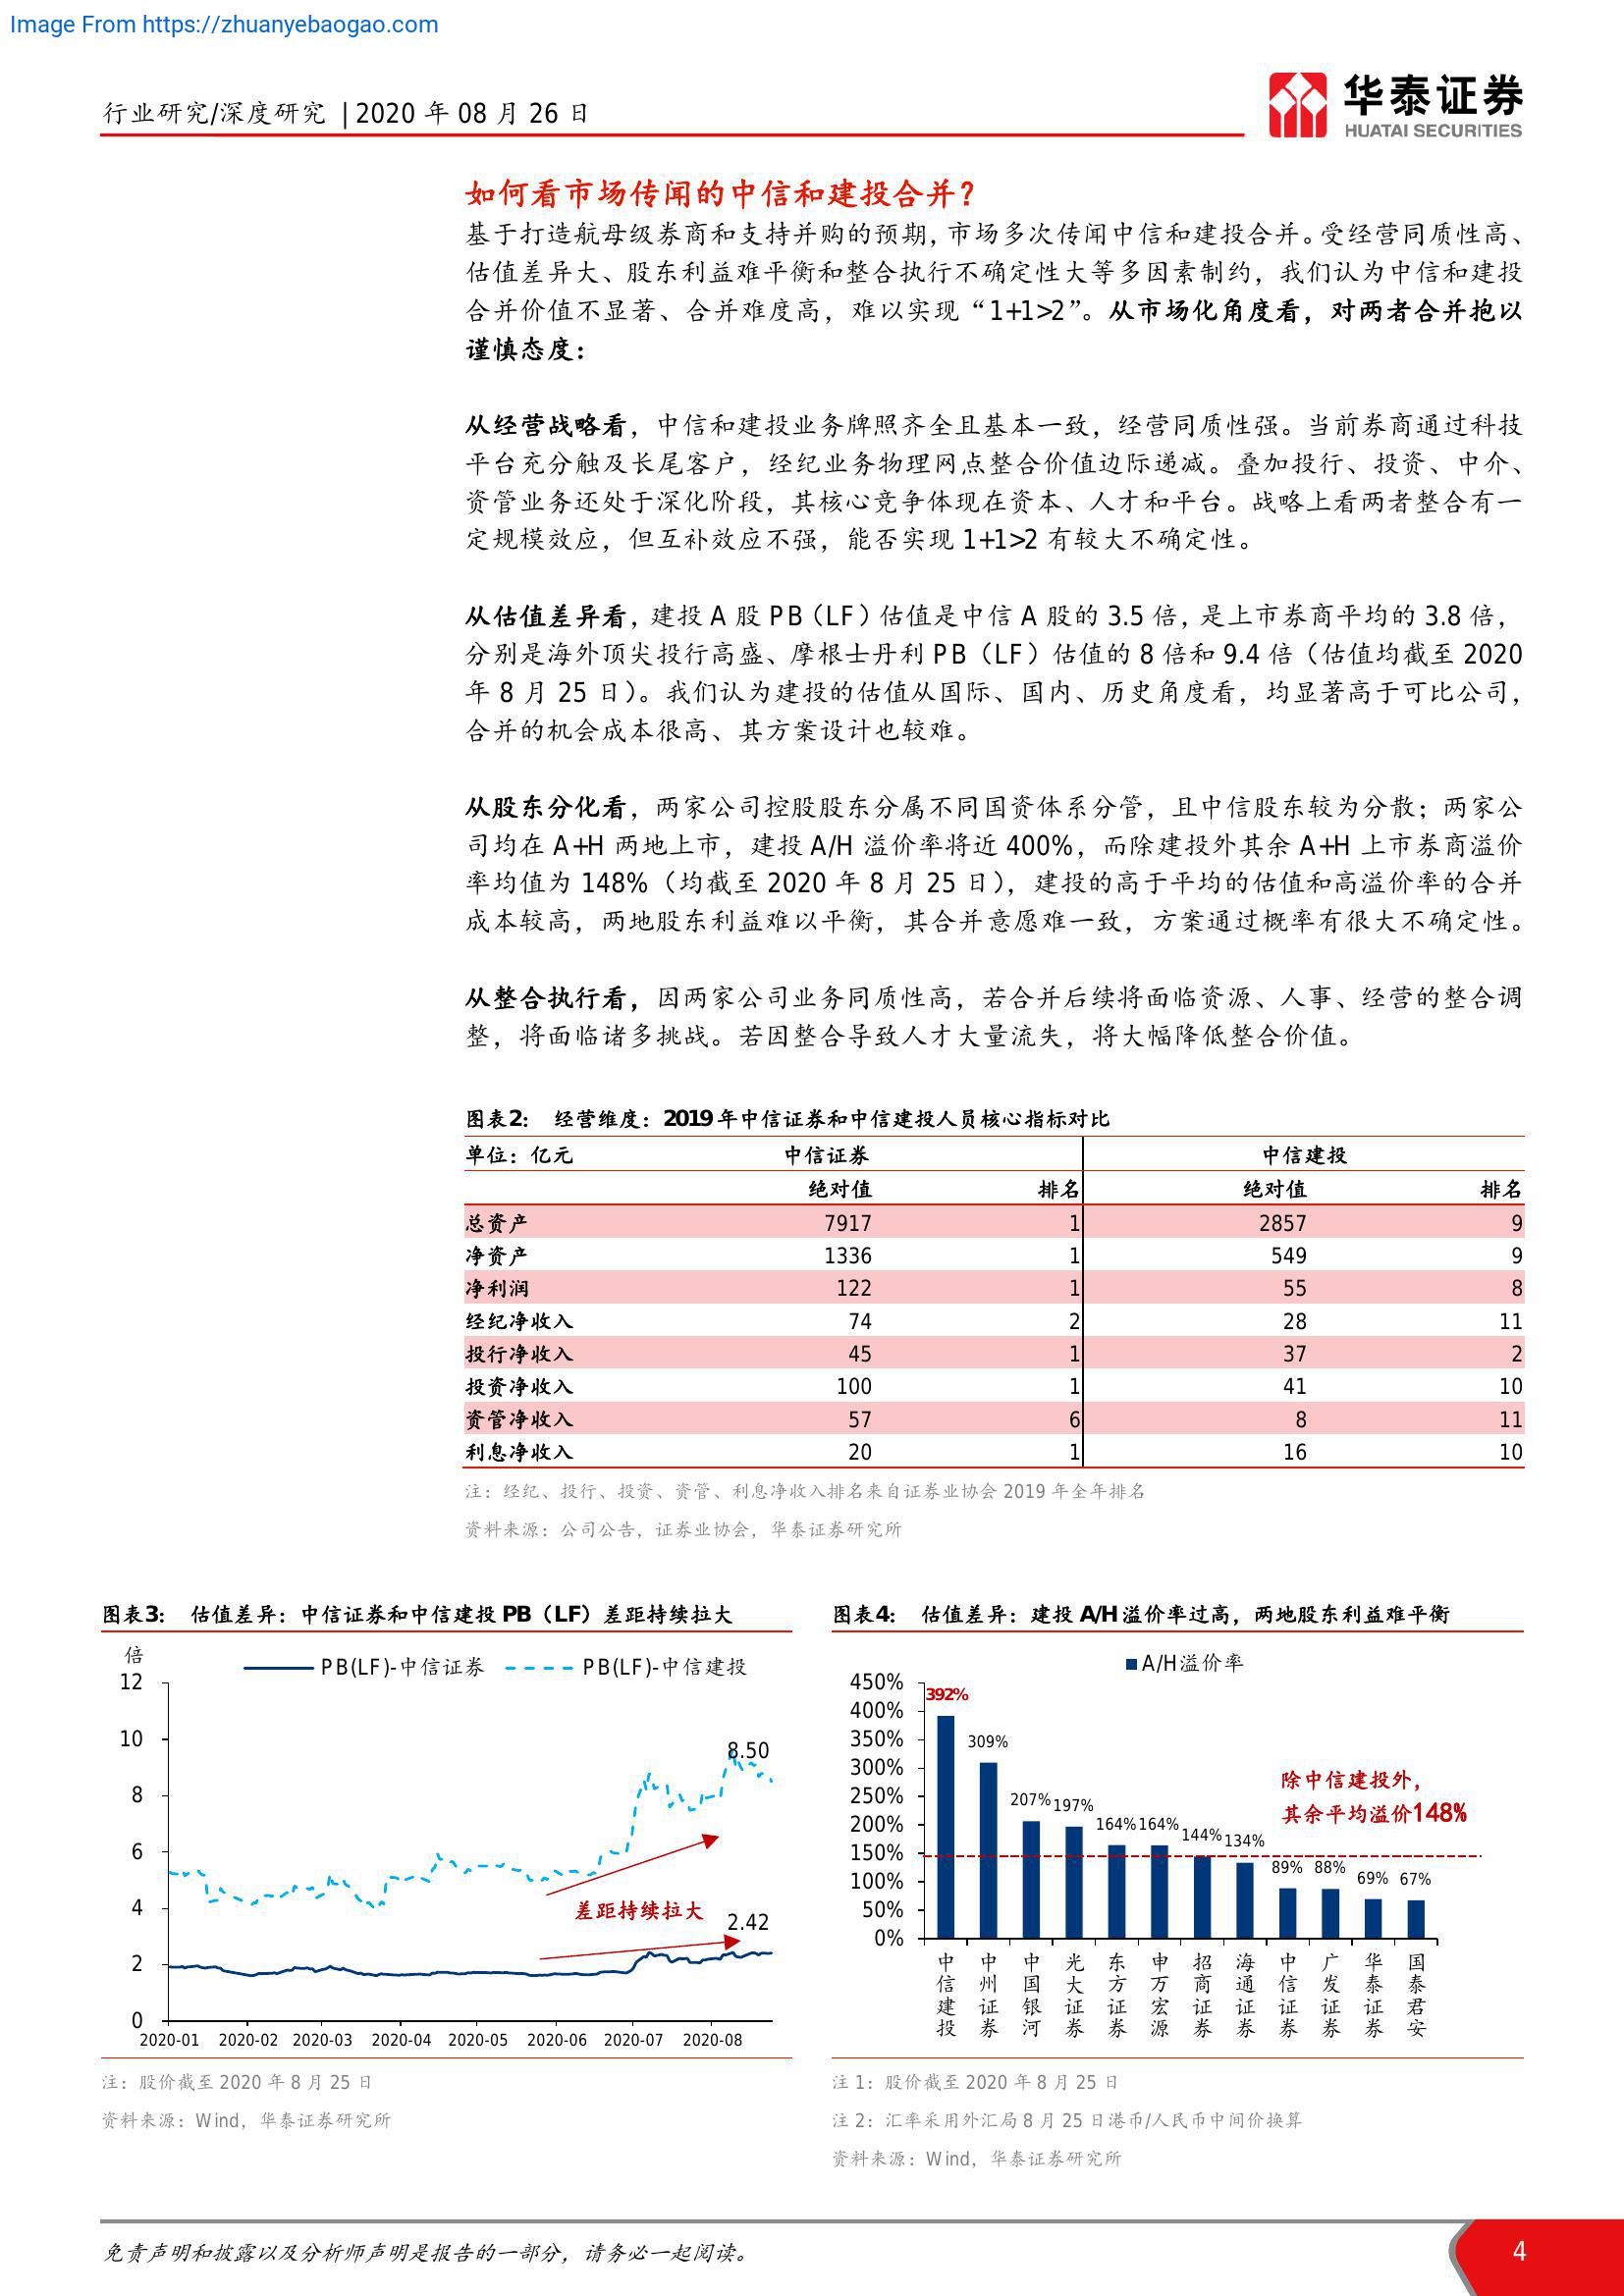 Image From https://zhuanyebaogao.com
行业研究/深度研究 | 2020 年 08 月 26 日
华泰证券
HUATAI SECURITIES
如何看市场传闻的中信和建投合并？
基于打造航母级券商和支持并购的预期，市场多次传闻中信和建投合并。受经营同质性高、
估值差异大、股东利益难平衡和整合执行不确定性大等多因素制约，我们认为中信和建投
合并价值不显著、合并难度高，难以实现“1+1>2”。从市场化角度看，对两者合并抱以
谨慎态度：
从经营战略看，中信和建投业务牌照齐全且基本一致，经营同质性强。当前券商通过科技
平台充分触及长尾客户，经纪业务物理网点整合价值边际递减。叠加投行、投资、中介、
资管业务还处于深化阶段，其核心竞争体现在资本、人才和平台。战略上看两者整合有一
定规模效应，但互补效应不强，能否实现 1+1>2 有较大不确定性。
从估值差异看，建投 A 股 PB（LF）估值是中信 A 股的 3.5 倍，是上市券商平均的 3.8 倍，
分别是海外顶尖投行高盛、摩根士丹利 PB（LF）估值的 8 倍和 9.4 倍（估值均截至 2020
年 8 月 25 日）。我们认为建投的估值从国际、国内、历史角度看，均显著高于可比公司，
合并的机会成本很高、其方案设计也较难。
从股东分化看，两家公司控股股东分属不同国资体系分管，且中信股东较为分散；两家公
司均在 A+H 两地上市，建投 A/H 溢价率将近 400%，而除建投外其余 A+H 上市券商溢价
率均值为 148%（均截至 2020 年 8 月 25 日），建投的高于平均的估值和高溢价率的合并
成本较高，两地股东利益难以平衡，其合并意愿难一致，方案通过概率有很大不确定性。
从整合执行看，因两家公司业务同质性高，若合并后续将面临资源、人事、经营的整合调
整，将面临诸多挑战。若因整合导致人才大量流失，将大幅降低整合价值。
图表2： 经营维度：2019 年中信证券和中信建投人员核心指标对比
单位：亿元 中信证券 中信建投
绝对值 排名 绝对值 排名
总资产 7917 1 2857 9
净资产 1336 1 549 9
净利润 122 1 55 8
经纪净收入 74 2 28 11
投行净收入 45 1 37 2
投资净收入 100 1 41 10
资管净收入 57 6 8 11
利息净收入 20 1 16 10
注：经纪、投行、投资、资管、利息净收入排名来自证券业协会 2019 年全年排名
资料来源：公司公告，证券业协会，华泰证券研究所
图表3： 估值差异：中信证券和中信建投 PB（LF）差距持续拉大
倍
PB(LF)-中信证券 PB(LF)-中信建投
12
10
8
6
4
2
0
8.50
差距持续拉大
2.42
2020-01 2020-02 2020-03 2020-04 2020-05 2020-06 2020-07 2020-08
注：股价截至 2020 年 8 月 25 日
资料来源：Wind，华泰证券研究所
图表4： 估值差异：建投 A/H 溢价率过高，两地股东利益难平衡
A/H溢价率
450%
400%
350%
300%
250%
200%
150%
100%
50%
0%
392%
309%
207%
197%
164%
164%
144%
134%
89%
88%
69%
67%
除中信建投外，
其余平均溢价148%
中信建投
中州证券
中国银河
光大证券
东方证券
申万宏源
招商证券
海通证券
中信证券
广发证券
华泰证券
国泰君安
注 1：股价截至 2020 年 8 月 25 日
注 2：汇率采用外汇局 8 月 25 日港币/人民币中间价换算
资料来源：Wind，华泰证券研究所
免责声明和披露以及分析师声明是报告的一部分，请务必一起阅读。
4